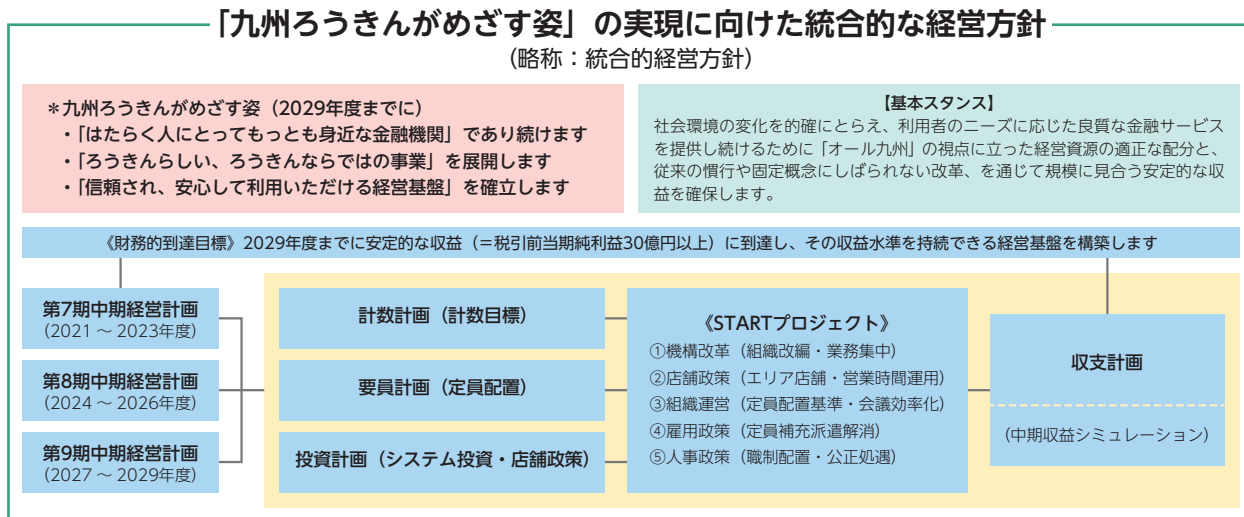 「九州ろうきんがめざす姿」の実現に向けた統合的な経営方針
(略称：統合的経営方針)
＊九州ろうきんがめざす姿（2029年度までに）
・「はたらく人にとってもっとも身近な金融機関」であり続けます
・「ろうきんらしい、ろうきんならではの事業」を展開します
・「信頼され、安心して利用いただける経営基盤」を確立します
【基本スタンス】
社会環境の変化を的確にとらえ、利用者のニーズに応じた良質な金融サービス
を提供し続けるために「オール九州」の視点に立った経営資源の適正な配分と、
従来の慣行や固定概念にしばられない改革、を通じて規模に見合う安定的な収
益を確保します。
《財務的到達目標》2029年度までに安定的な収益（＝税引前当期純利益30億円以上）に到達し、その収益水準を持続できる経営基盤を構築します
第7期中期経営計画
(2021 ～ 2023年度)
第8期中期経営計画
(2024 ～ 2026年度)
第9期中期経営計画
(2027 ～ 2029年度)
計数計画（計数目標）
要員計画（定員配置）
投資計画（システム投資・店舗政策）
《STARTプロジェクト》
①機構改革（組織改編・業務集中）
②店舗政策（エリア店舗・営業時間運用）
③組織運営（定員配置基準・会議効率化）
④雇用政策（定員補充派遣解消）
⑤人事政策（職制配置・公正処遇）
収支計画
(中期収益シミュレーション)